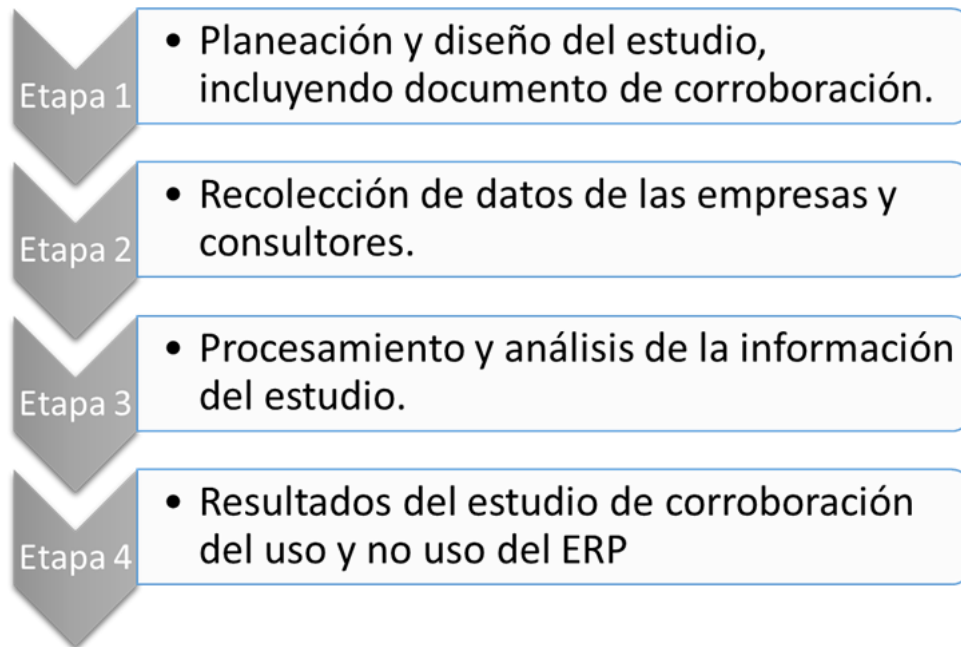 Etapa 1
• Planeación y diseño del estudio,
incluyendo documento de corroboración.
Etapa 2
• Recolección de datos de las empresas y
consultores.
Etapa 3
• Procesamiento y análisis de la información
del estudio.
Etapa 4
• Resultados del estudio de corroboración
del uso y no uso del ERP